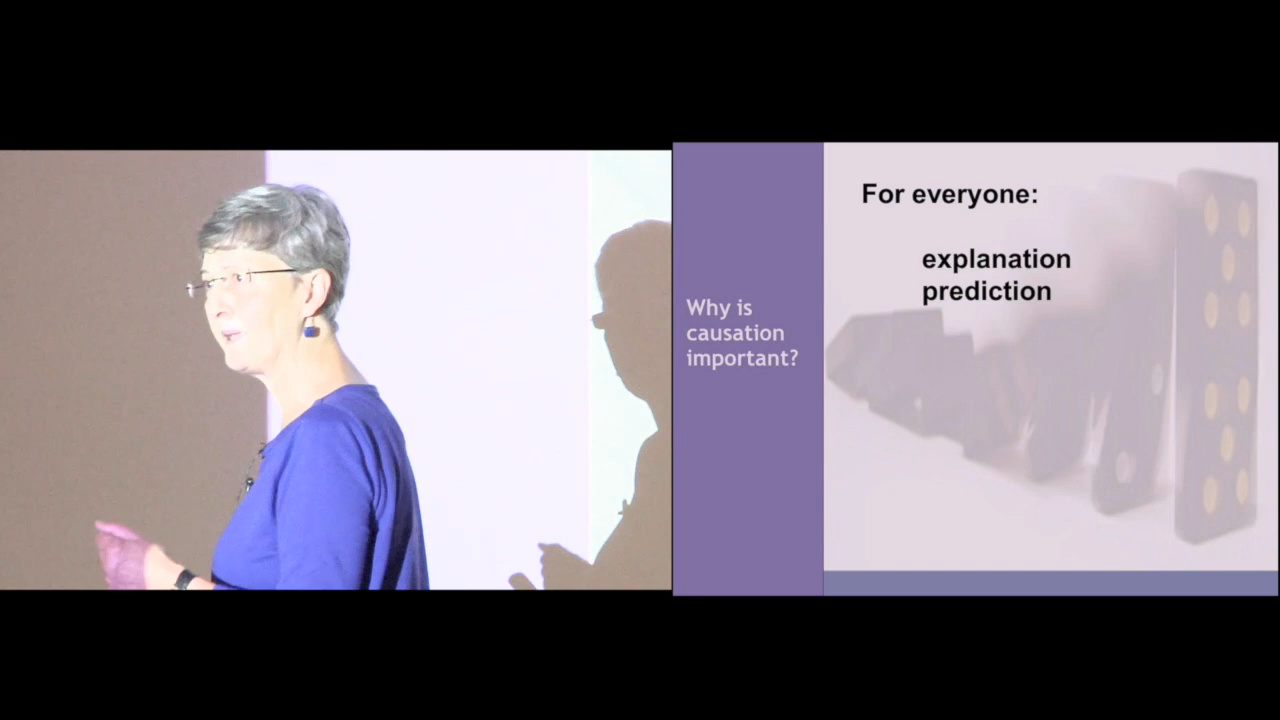 Why is
causation
important?
For everyone:
explanation
prediction